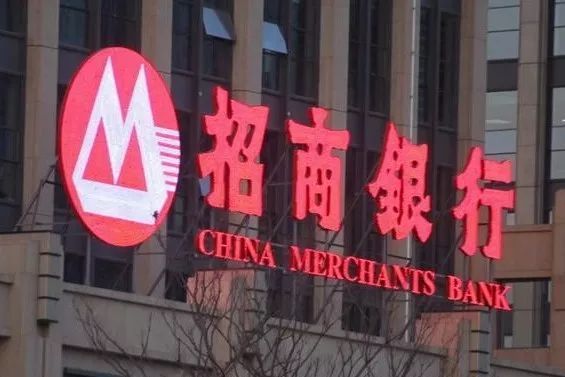 招商银行
CHINA MERCHANTS BANK